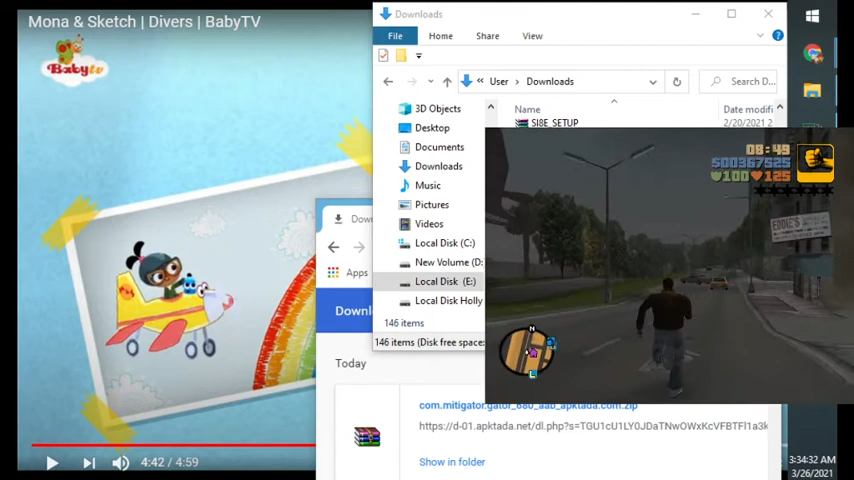 Mona & Sketch | Divers | BabyTV
Babytv
4:42 / 4:59
Downloads
File Home Share View
User Downloads
Search D...
Name Date modifi
SI8E_SETUP 2/20/2021 2
3D Objects
Desktop
Documents
Downloads
Music
Pictures
Videos
Local Disk (C:)
New Volume (D:
Local Disk (E:)
Local Disk Holly
146 items
146 items (Disk free space:
08:49
$00367525
100 125
EDDIE'S
N
L
Apps
Today
com.mitigator.gator_680_aab_apktada.com.zip
https://d-01.apktada.net/dl.php?s=TGU1cU1LY0JDaTNwOWxKcVFBTFl1a3k
Show in folder
3:34:32 AM
3/26/2021